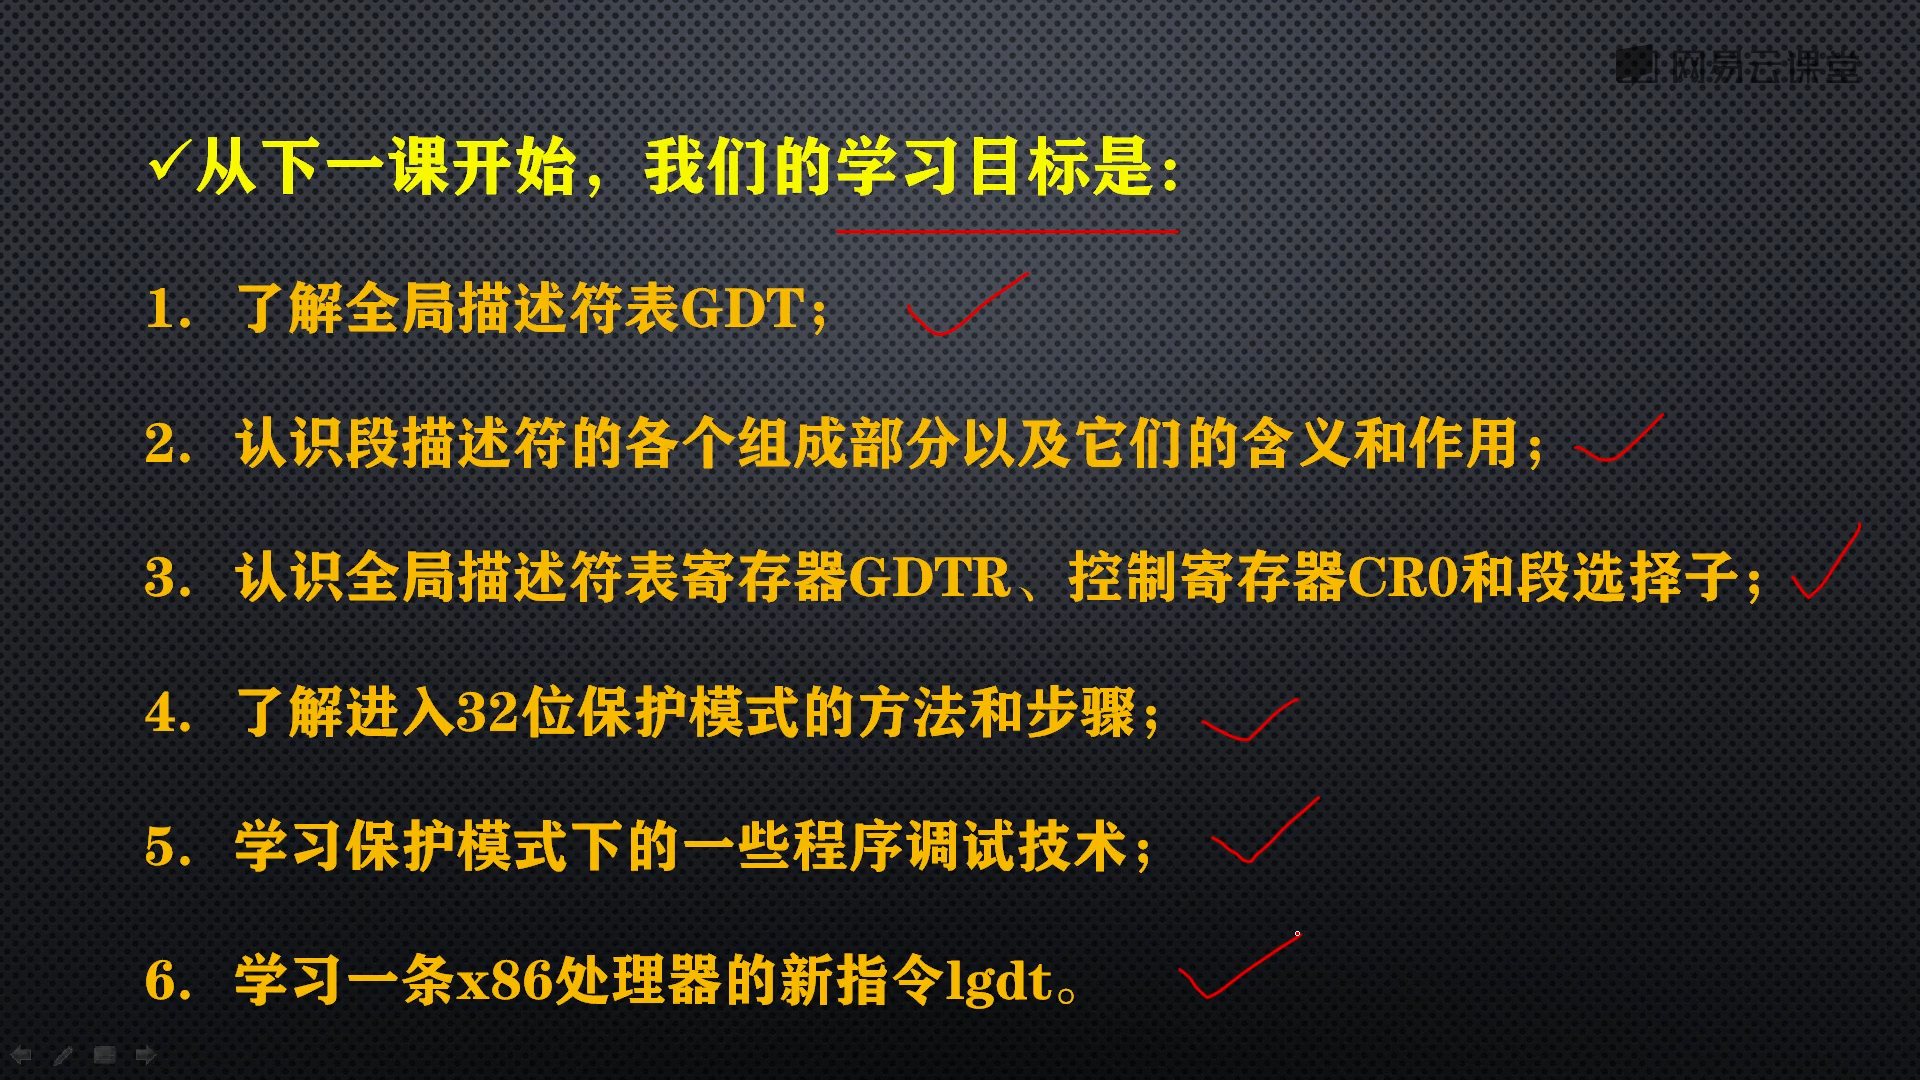 网易云课堂
✓从下一课开始，我们的学习目标是：
1. 了解全局描述符表GDT；
2. 认识段描述符的各个组成部分以及它们的含义和作用；
3. 认识全局描述符表寄存器GDTR、控制寄存器CR0和段选择子；
4. 了解进入32位保护模式的方法和步骤；
5. 学习保护模式下的一些程序调试技术；
6. 学习一条x86处理器的新指令lgdt。